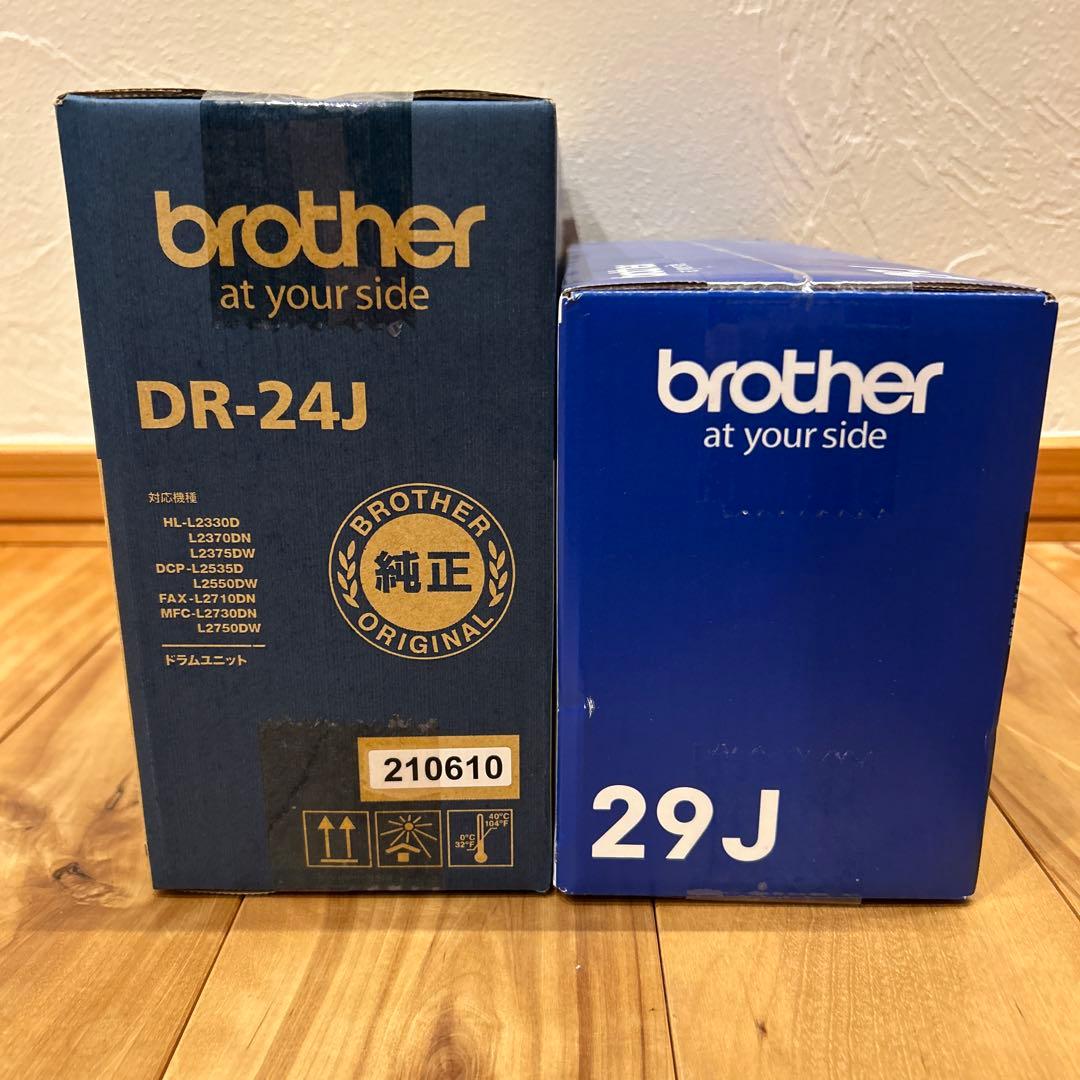 brother
at your side
DR-24J
対応機種
HL-L2330D
L2370DN
L2375DW
DCP-L2535D
L2550DW
FAX-L2710DN
MFC-L2730DN
L2750DW
ドラムユニット
BROTHER
純正
ORIGINAL
210610
40°C
104°F
0°C
32°F
brother
at your side
29J